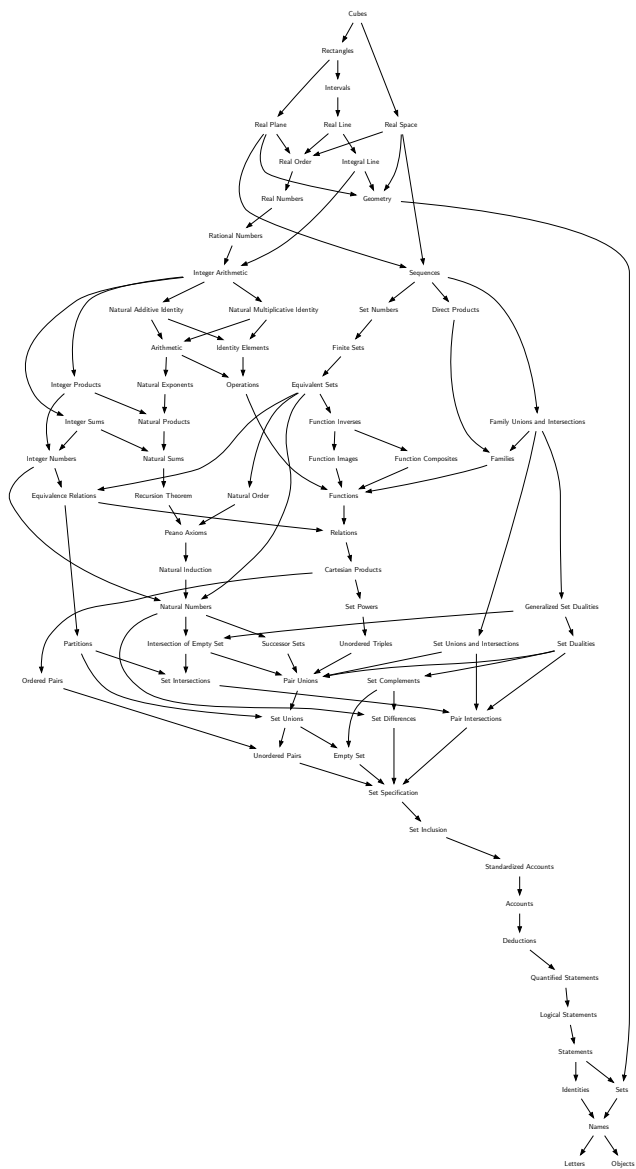 Cubes
Rectangles
Intervals
Real Plane Real Line Real Space
Real Order Integral Line
Real Numbers Geometry
Rational Numbers
Integer Arithmetic Sequences
Natural Additive Identity Natural Multiplicative Identity Set Numbers Direct Products
Arithmetic Identity Elements Finite Sets
Integer Products Natural Exponents Operations Equivalent Sets
Integer Sums Natural Products Function Inverses Family Unions and Intersections
Integer Numbers Natural Sums Function Images Function Composites Families
Equivalence Relations Recursion Theorem Natural Order Functions
Peano Axioms Relations
Natural Induction Cartesian Products
Natural Numbers Set Powers Generalized Set Dualities
Partitions Intersection of Empty Set Successor Sets Unordered Triples Set Unions and Intersections Set Dualities
Ordered Pairs Set Intersections Pair Unions Set Complements
Set Unions Set Differences Pair Intersections
Unordered Pairs Empty Set
Set Specification
Set Inclusion
Standardized Accounts
Accounts
Deductions
Quantified Statements
Logical Statements
Statements
Identities Sets
Names
Letters Objects